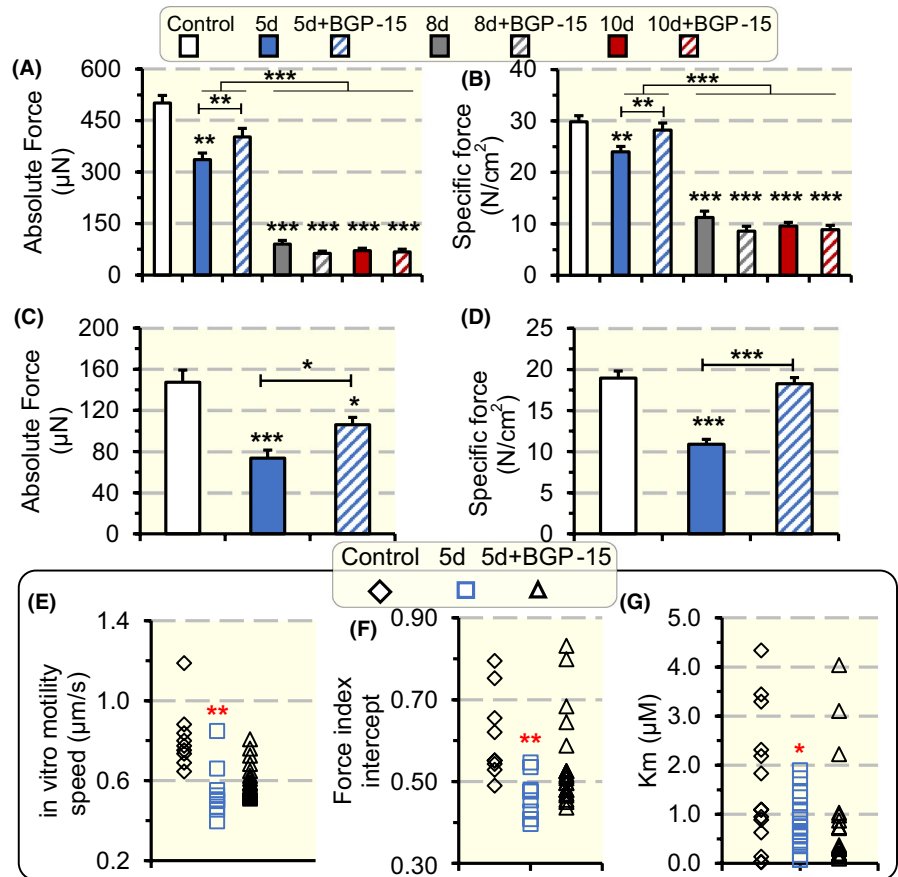 Control 5d 5d+BGP-15 8d 8d+BGP-15 10d 10d+BGP-15
(A)
Absolute Force
(µN)
600
450
300
150
0
***
**
**
***
***
***
***
(B)
Specific force
(N/cm²)
40
30
20
10
0
***
**
**
***
***
***
***
(C)
Absolute Force
(µN)
200
160
120
80
40
0
*
***
*
(D)
Specific force
(N/cm²)
25
20
15
10
5
0
***
***
Control 5d 5d+BGP-15
(E)
in vitro motility
speed (µm/s)
1.4
1.0
0.6
0.2
**
(F)
Force index
intercept
0.90
0.70
0.50
0.30
**
(G)
Km (µM)
5.0
4.0
3.0
2.0
1.0
0.0
*